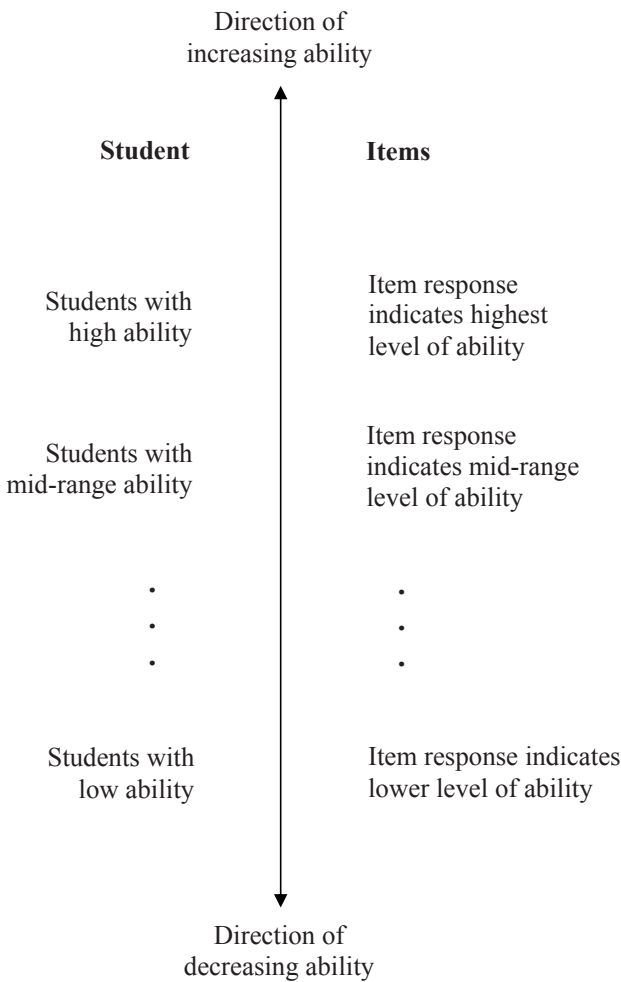 Direction of
increasing ability
Student
Items
Students with
high ability
Item response
indicates highest
level of ability
Students with
mid-range ability
Item response
indicates mid-range
level of ability
.
.
.
.
.
.
Students with
low ability
Item response indicates
lower level of ability
Direction of
decreasing ability